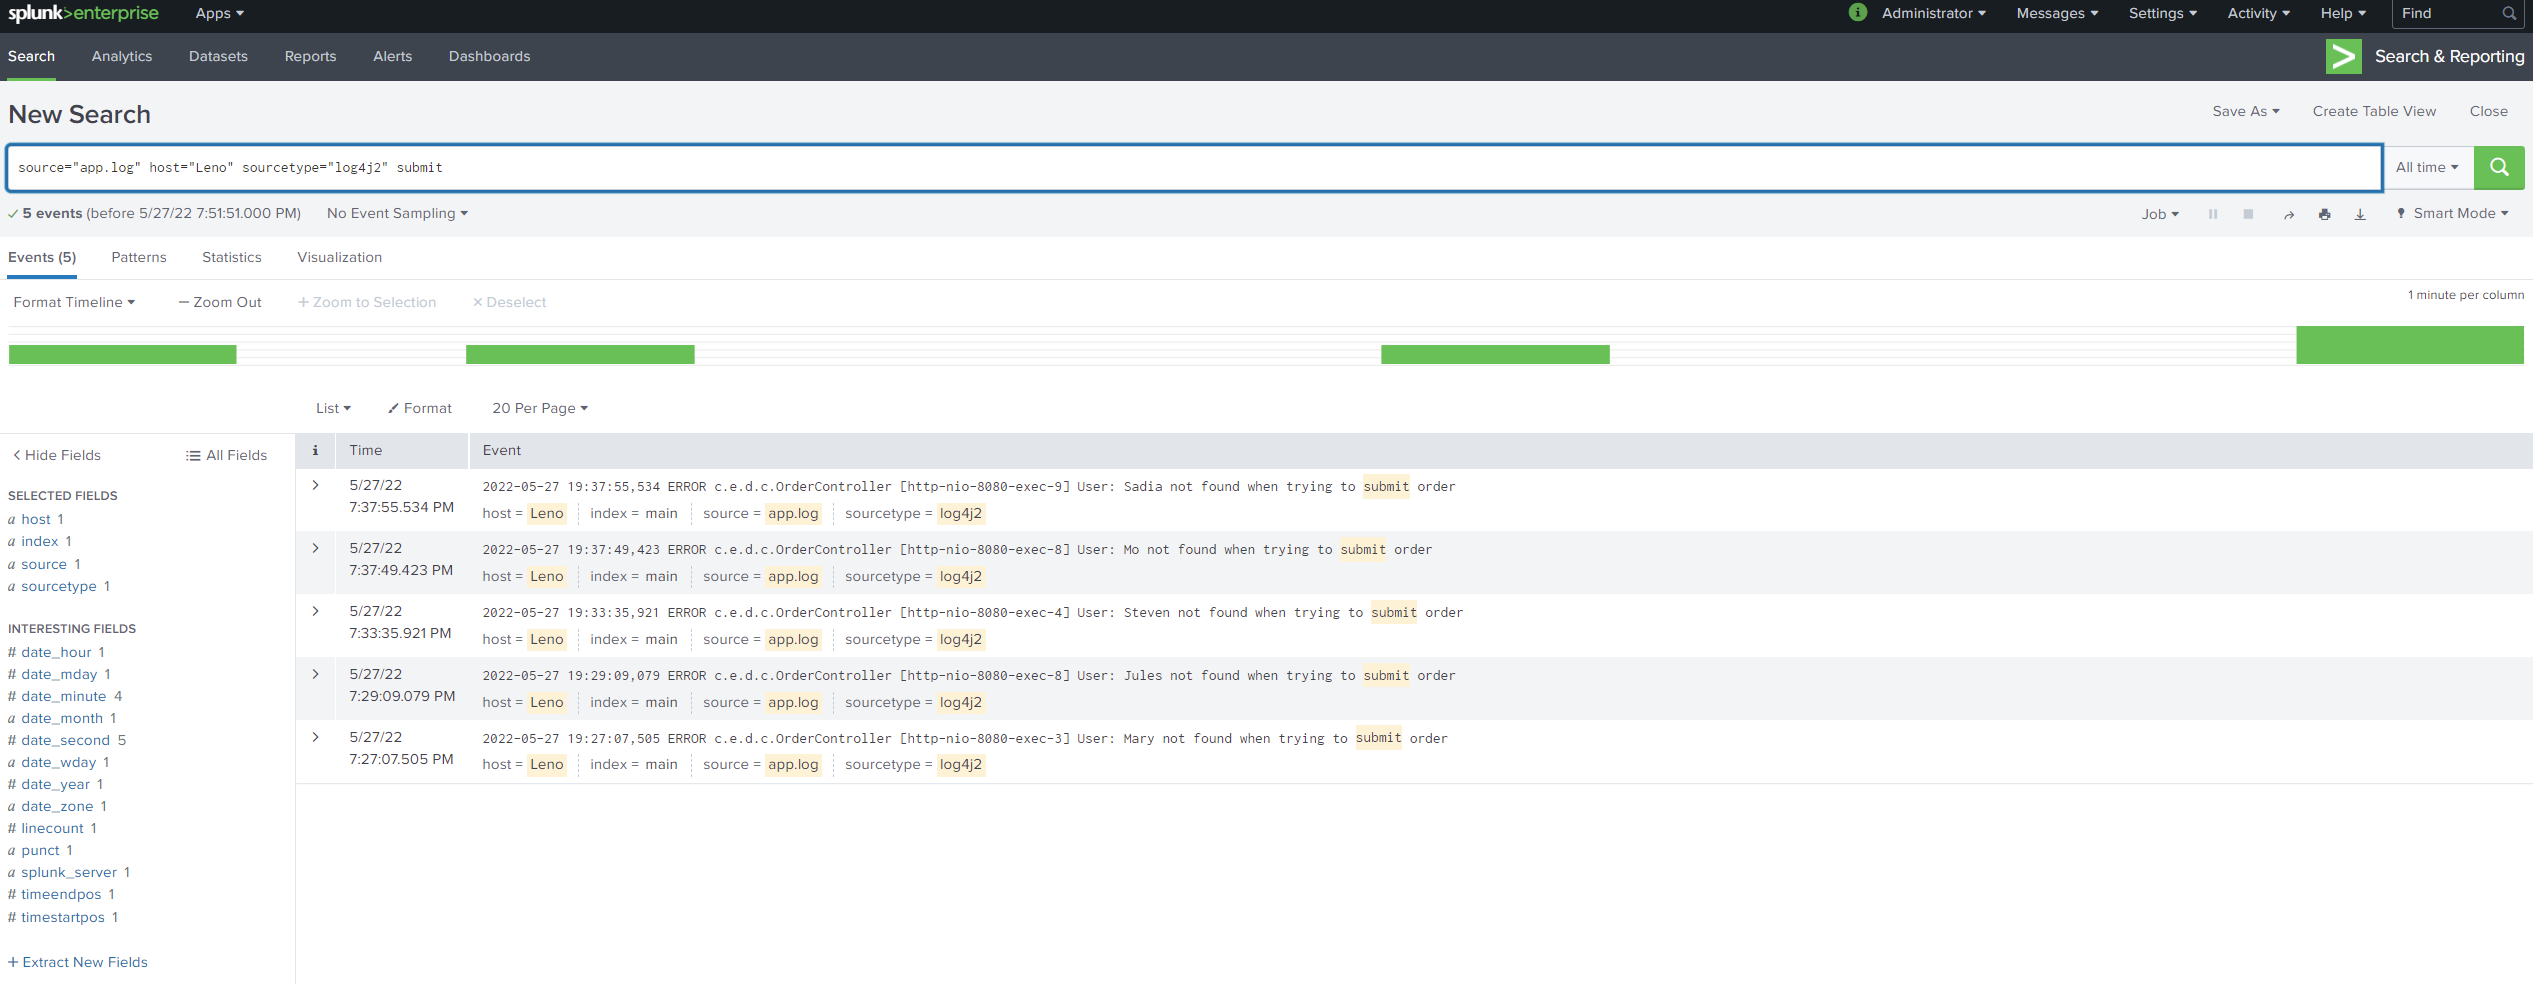 splunk>enterprise Apps Administrator Messages Settings Activity Help Find
Search Analytics Datasets Reports Alerts Dashboards Search & Reporting
New Search Save As Create Table View Close
source="app.log" host="Leno" sourcetype="log4j2" submit All time
5 events (before 5/27/22 7:51:51.000 PM) No Event Sampling Job Smart Mode
Events (5) Patterns Statistics Visualization
Format Timeline — Zoom Out + Zoom to Selection × Deselect 1 minute per column
List Format 20 Per Page
< Hide Fields All Fields
SELECTED FIELDS
a host 1
a index 1
a source 1
a sourcetype 1
INTERESTING FIELDS
# date_hour 1
# date_mday 1
# date_minute 4
a date_month 1
# date_second 5
a date_wday 1
# date_year 1
a date_zone 1
# linecount 1
a punct 1
a splunk_server 1
# timeendpos 1
# timestartpos 1
+ Extract New Fields
i Time Event
5/27/22 7:37:55.534 PM
2022-05-27 19:37:55,534 ERROR c.e.d.c.OrderController [http-nio-8080-exec-9] User: Sadia not found when trying to submit order
host = Leno index = main source = app.log sourcetype = log4j2
5/27/22 7:37:49.423 PM
2022-05-27 19:37:49,423 ERROR c.e.d.c.OrderController [http-nio-8080-exec-8] User: Mo not found when trying to submit order
host = Leno index = main source = app.log sourcetype = log4j2
5/27/22 7:33:35.921 PM
2022-05-27 19:33:35,921 ERROR c.e.d.c.OrderController [http-nio-8080-exec-4] User: Steven not found when trying to submit order
host = Leno index = main source = app.log sourcetype = log4j2
5/27/22 7:29:09.079 PM
2022-05-27 19:29:09,079 ERROR c.e.d.c.OrderController [http-nio-8080-exec-8] User: Jules not found when trying to submit order
host = Leno index = main source = app.log sourcetype = log4j2
5/27/22 7:27:07.505 PM
2022-05-27 19:27:07,505 ERROR c.e.d.c.OrderController [http-nio-8080-exec-3] User: Mary not found when trying to submit order
host = Leno index = main source = app.log sourcetype = log4j2